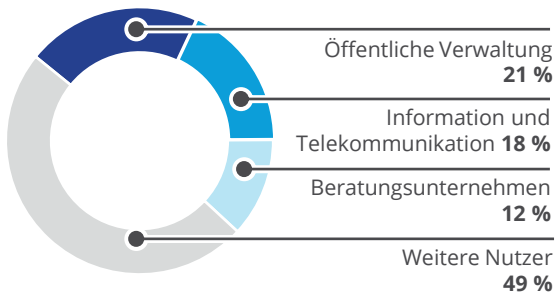 Öffentliche Verwaltung
21 %
Information und
Telekommunikation 18 %
Beratungsunternehmen
12 %
Weitere Nutzer
49 %